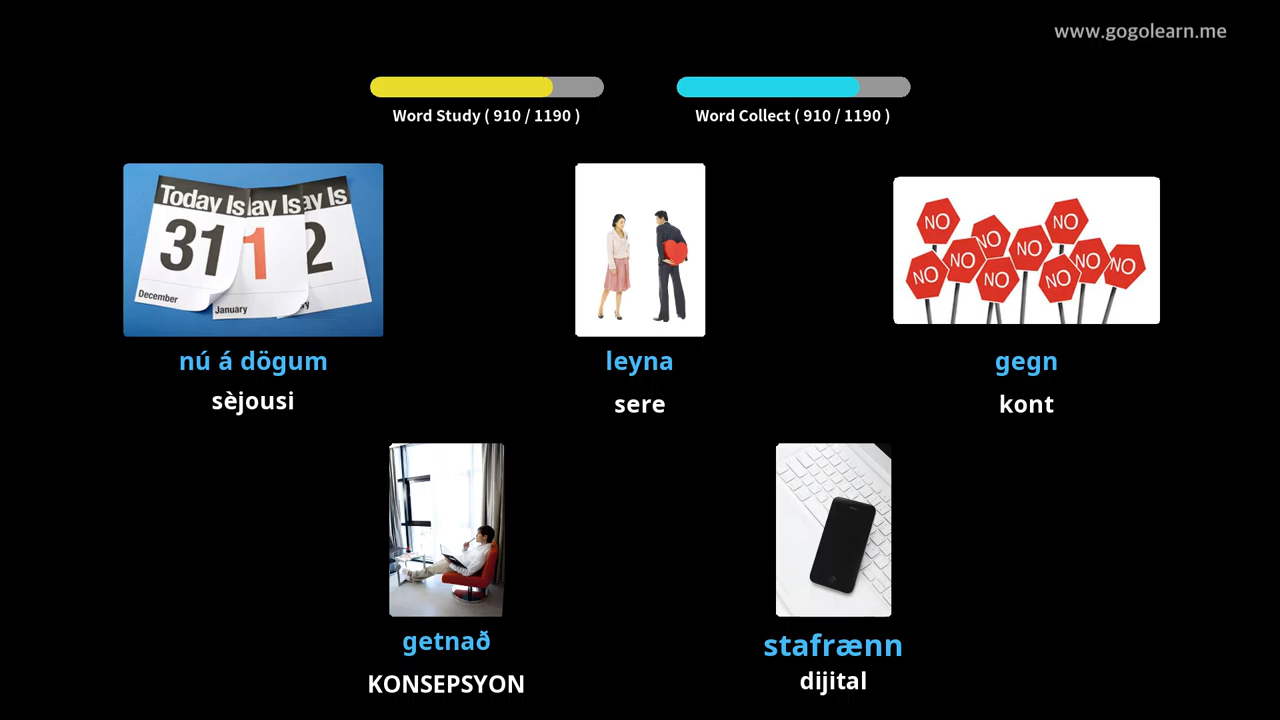 www.gogolearn.me
Word Study ( 910 / 1190 )
Word Collect ( 910 / 1190 )
Today Is
31
December
lay Is
1
January
ay Is
2
ry
nú á dögum
sèjousi
leyna
sere
NO
NO
NO
NO
NO
NO
NO
NO
NO
NO
gegn
kont
getnað
KONSEPSYON
stafrænn
dijital